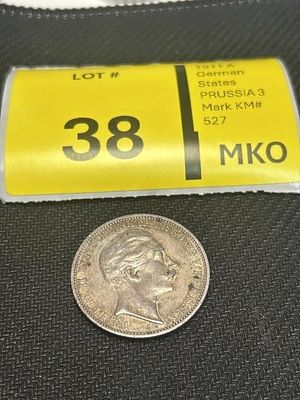 LOT #
38
1911 A
German
States
PRUSSIA 3
Mark KM#
527
MKO